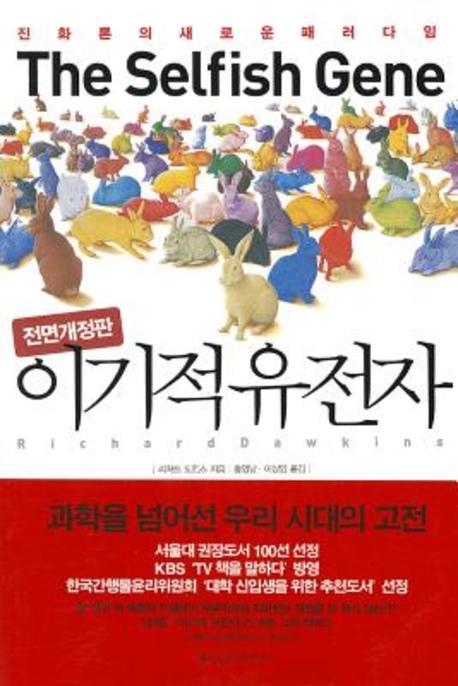 진화론의새로운패러다임
The Selfish Gene
전면개정판
이기적 유전자
Richard Dawkins
리처드 도킨스 지음 | 홍영남·이상임 옮김
과학을 넘어선 우리 시대의 고전
서울대 권장도서 100선 선정
KBS 'TV 책을 말하다' 방영
한국간행물윤리위원회 '대학 신입생을 위한 추천도서' 선정